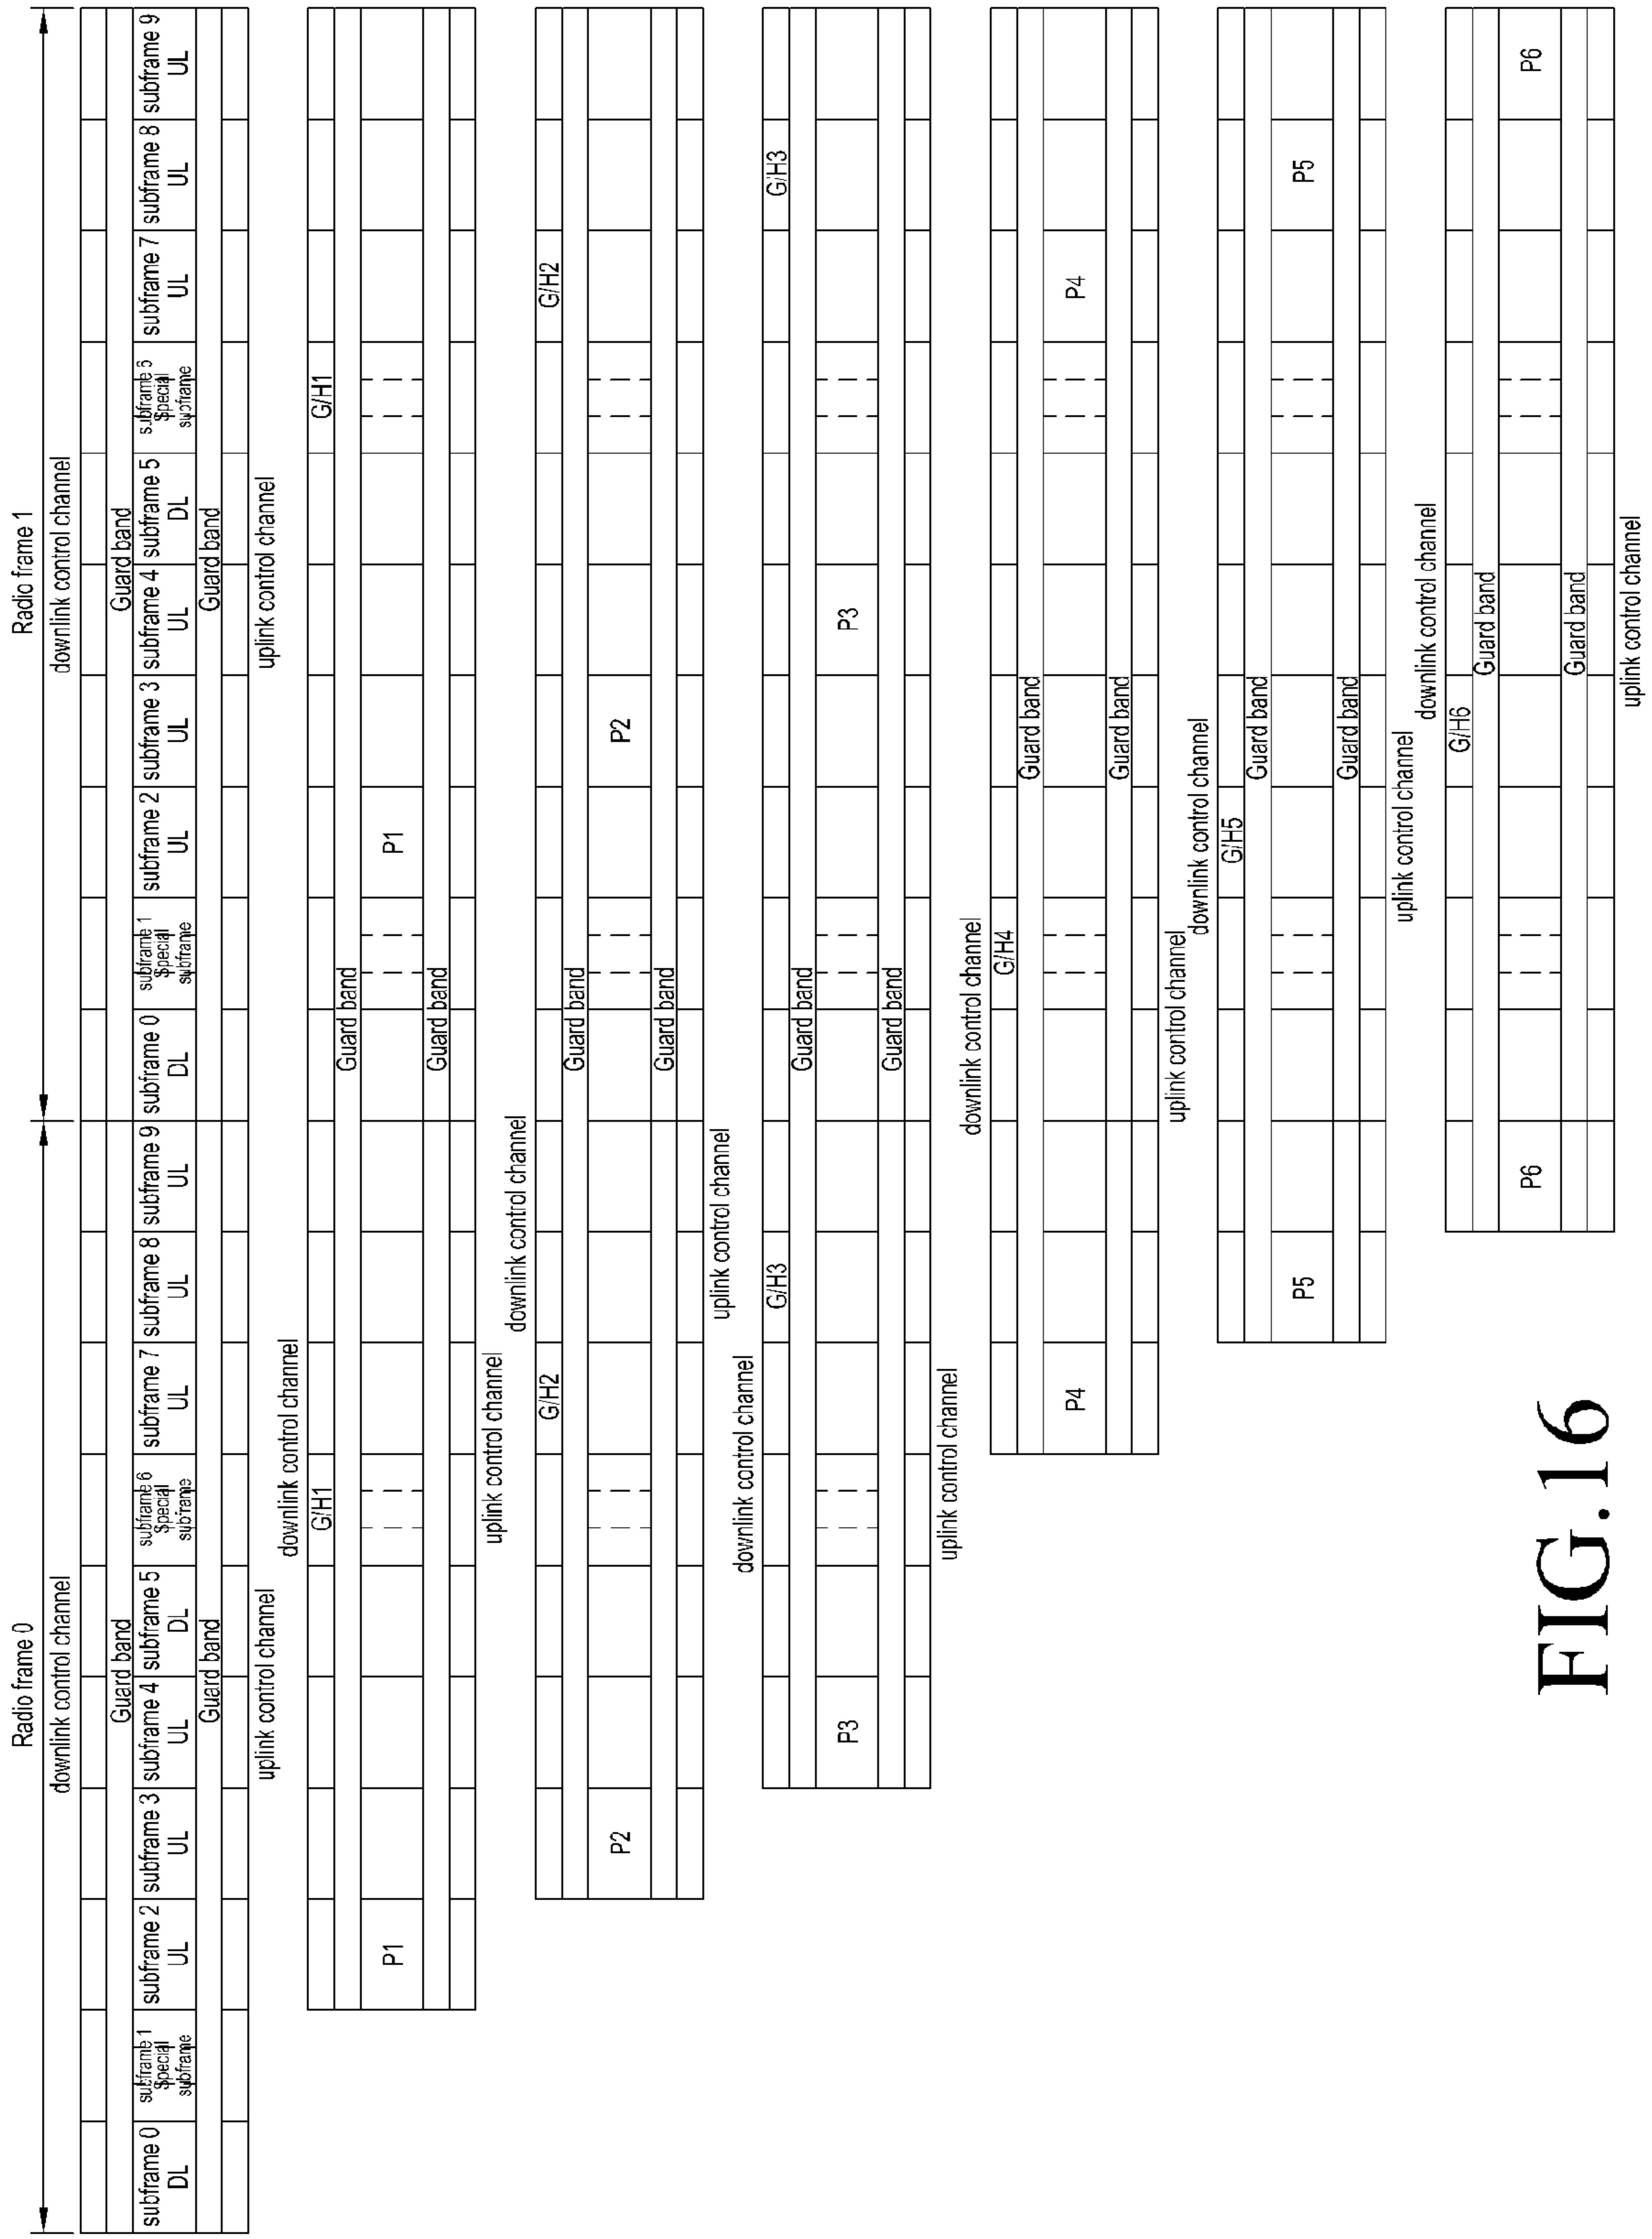 Radio frame 0
Radio frame 1
downlink control channel
downlink control channel
Guard band
Guard band
subframe 0 DL
subframe 1 Special subframe
subframe 2 UL
subframe 3 UL
subframe 4 UL
subframe 5 DL
subframe 6 Special subframe
subframe 7 UL
subframe 8 UL
subframe 9 UL
subframe 0 DL
subframe 1 Special subframe
subframe 2 UL
subframe 3 UL
subframe 4 UL
subframe 5 DL
subframe 6 Special subframe
subframe 7 UL
subframe 8 UL
subframe 9 UL
Guard band
Guard band
uplink control channel
uplink control channel
downlink control channel
G/H1
G/H1
Guard band
P1
P1
Guard band
uplink control channel
downlink control channel
G/H2
G/H2
Guard band
P2
P2
Guard band
uplink control channel
downlink control channel
G/H3
G/H3
Guard band
P3
P3
Guard band
uplink control channel
downlink control channel
G/H4
Guard band
P4
P4
Guard band
uplink control channel
downlink control channel
G/H5
Guard band
P5
P5
Guard band
uplink control channel
downlink control channel
G/H6
Guard band
P6
P6
Guard band
uplink control channel
FIG.16